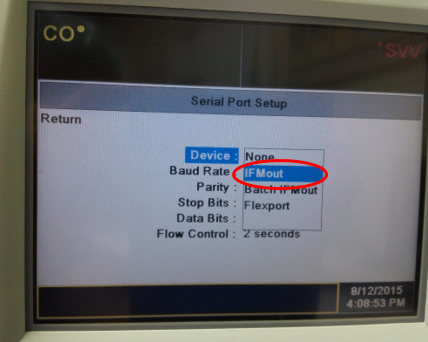 CO•
SVV
Serial Port Setup
Return
Device : None
Baud Rate IFMout
Parity : Batch IFMout
Stop Bits : Flexport
Data Bits :
Flow Control : 2 seconds
8/12/2015
4:08:53 PM